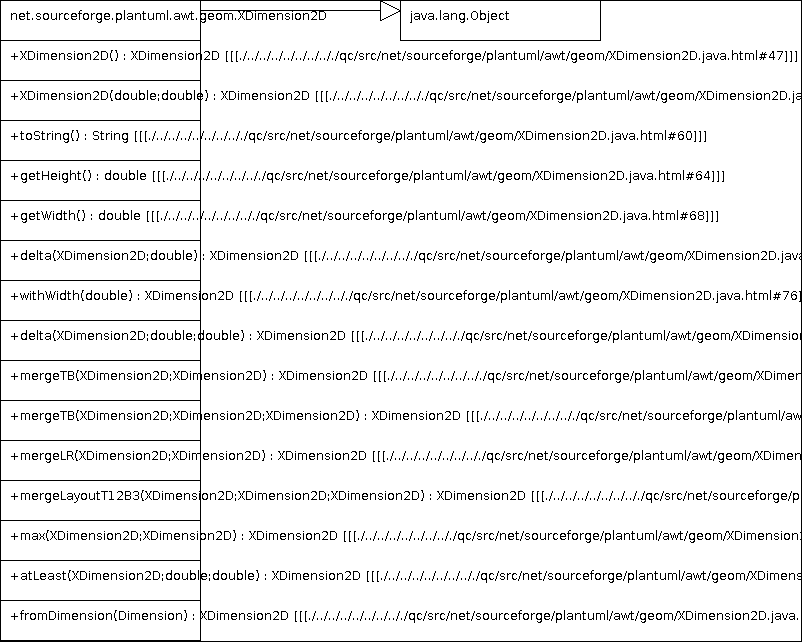 net.sourceforge.plantuml.awt.geom.XDimension2D
java.lang.Object
+XDimension2D() : XDimension2D [[[./../../../../../../../qc/src/net/sourceforge/plantuml/awt/geom/XDimension2D.java.html#47]]]
+XDimension2D(double;double) : XDimension2D [[[./../../../../../../../qc/src/net/sourceforge/plantuml/awt/geom/XDimension2D.ja
+toString() : String [[[./../../../../../../../qc/src/net/sourceforge/plantuml/awt/geom/XDimension2D.java.html#60]]]
+getHeight() : double [[[./../../../../../../../qc/src/net/sourceforge/plantuml/awt/geom/XDimension2D.java.html#64]]]
+getWidth() : double [[[./../../../../../../../qc/src/net/sourceforge/plantuml/awt/geom/XDimension2D.java.html#68]]]
+delta(XDimension2D;double) : XDimension2D [[[./../../../../../../../qc/src/net/sourceforge/plantuml/awt/geom/XDimension2D.java
+withWidth(double) : XDimension2D [[[./../../../../../../../qc/src/net/sourceforge/plantuml/awt/geom/XDimension2D.java.html#76]
+delta(XDimension2D;double;double) : XDimension2D [[[./../../../../../../../qc/src/net/sourceforge/plantuml/awt/geom/XDimension
+mergeTB(XDimension2D;XDimension2D) : XDimension2D [[[./../../../../../../../qc/src/net/sourceforge/plantuml/awt/geom/XDimen
+mergeTB(XDimension2D;XDimension2D;XDimension2D) : XDimension2D [[[./../../../../../../../qc/src/net/sourceforge/plantuml/aw
+mergeLR(XDimension2D;XDimension2D) : XDimension2D [[[./../../../../../../../qc/src/net/sourceforge/plantuml/awt/geom/XDimen
+mergeLayoutT12B3(XDimension2D;XDimension2D;XDimension2D) : XDimension2D [[[./../../../../../../../qc/src/net/sourceforge/p
+max(XDimension2D;XDimension2D) : XDimension2D [[[./../../../../../../../qc/src/net/sourceforge/plantuml/awt/geom/XDimension
+atLeast(XDimension2D;double;double) : XDimension2D [[[./../../../../../../../qc/src/net/sourceforge/plantuml/awt/geom/XDimens
+fromDimension(Dimension) : XDimension2D [[[./../../../../../../../qc/src/net/sourceforge/plantuml/awt/geom/XDimension2D.java.